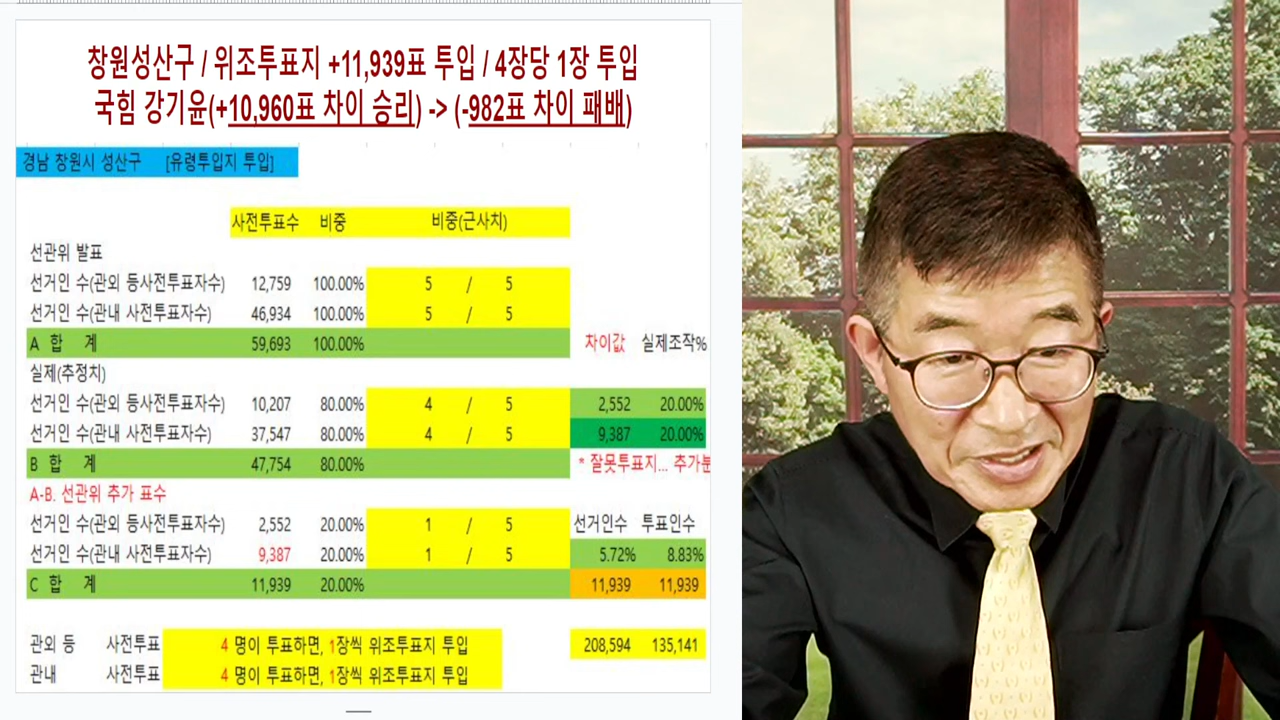 창원성산구 / 위조투표지 +11,939표 투입 / 4장당 1장 투입
국힘 강기윤(+10,960표 차이 승리) -> (-982표 차이 패배)
경남 창원시 성산구 [유령투입지 투입]
사전투표수 비중 비중(근사치)
선관위 발표
선거인 수(관외 등사전투표자수) 12,759 100.00% 5 / 5
선거인 수(관내 사전투표자수) 46,934 100.00% 5 / 5
A 합 계 59,693 100.00% 차이값 실제조작%
실제(추정치)
선거인 수(관외 등사전투표자수) 10,207 80.00% 4 / 5 2,552 20.00%
선거인 수(관내 사전투표자수) 37,547 80.00% 4 / 5 9,387 20.00%
B 합 계 47,754 80.00% * 잘못투표지... 추가분
A-B. 선관위 추가 표수
선거인 수(관외 등사전투표자수) 2,552 20.00% 1 / 5 선거인수 투표인수
선거인 수(관내 사전투표자수) 9,387 20.00% 1 / 5 5.72% 8.83%
C 합 계 11,939 20.00% 11,939 11,939
관외 등 사전투표 4 명이 투표하면, 1장씩 위조투표지 투입 208,594 135,141
관내 사전투표 4 명이 투표하면, 1장씩 위조투표지 투입